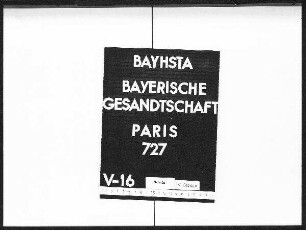 BAYHSTA
BAYERISCHE
GESANDTSCHAFT
PARIS
727
V-16